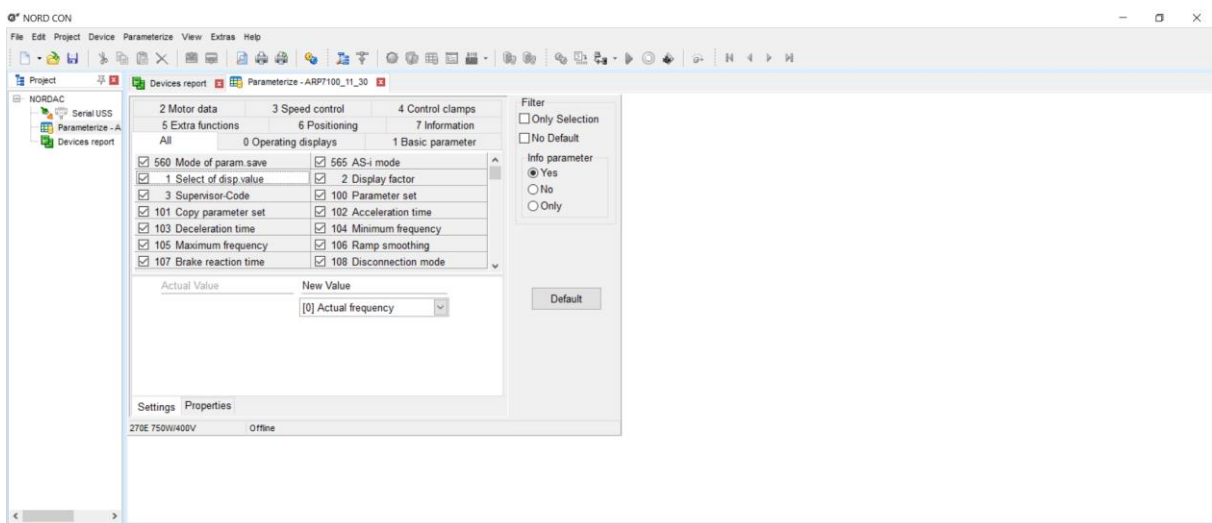 NORD CON
File Edit Project Device Parameterize View Extras Help
Project
Devices report Parameterize - ARP7100_11_30
NORDAC
Serial USS
Parameterize - A
Devices report
2 Motor data 3 Speed control 4 Control clamps
5 Extra functions 6 Positioning 7 Information
All 0 Operating displays 1 Basic parameter
560 Mode of param.save 565 AS-i mode
1 Select of disp.value 2 Display factor
3 Supervisor-Code 100 Parameter set
101 Copy parameter set 102 Acceleration time
103 Deceleration time 104 Minimum frequency
105 Maximum frequency 106 Ramp smoothing
107 Brake reaction time 108 Disconnection mode
Filter
Only Selection
No Default
Info parameter
Yes
No
Only
Actual Value New Value
[0] Actual frequency
Default
Settings Properties
270E 750W/400V Offline